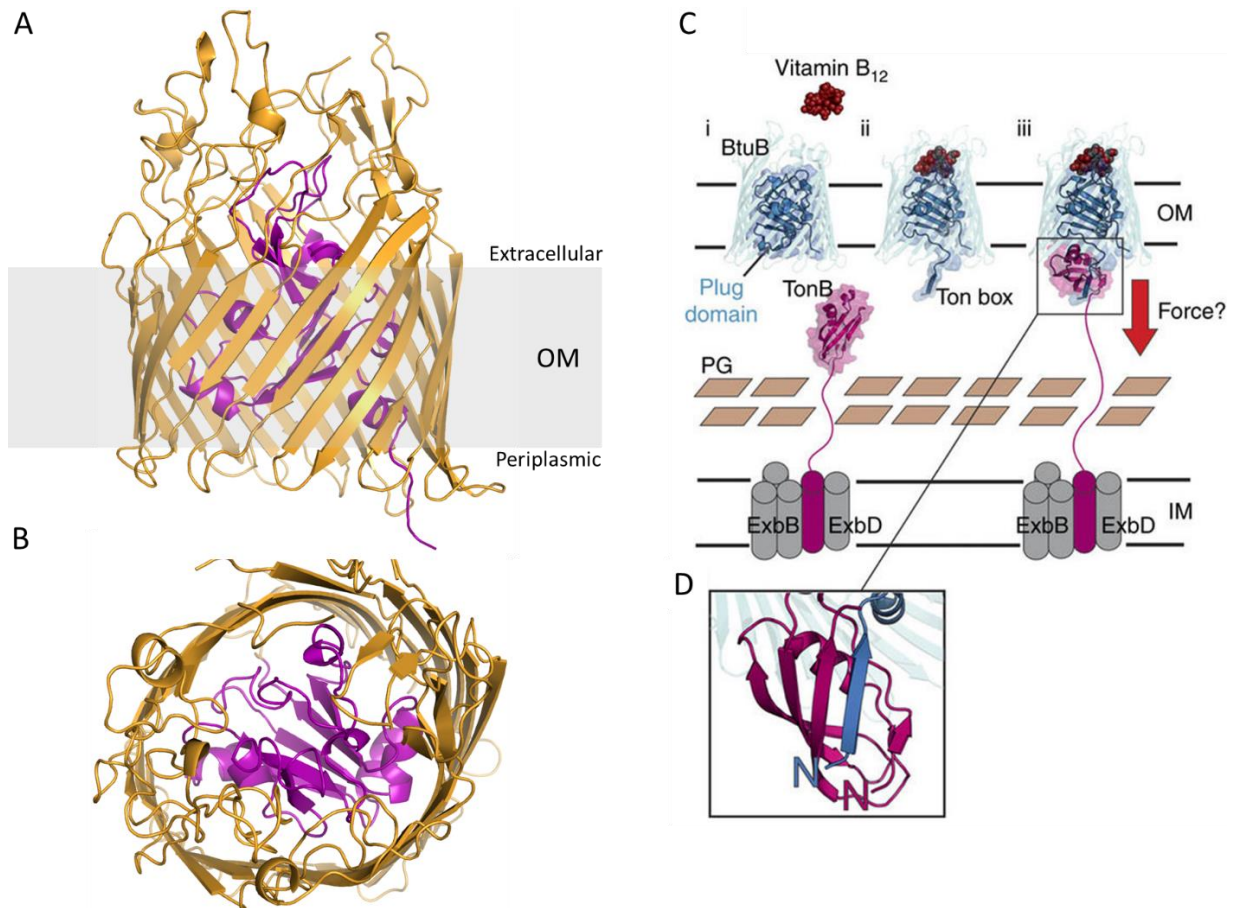 A
Extracellular
OM
Periplasmic
B
C
Vitamin B₁₂
i
ii
iii
BtuB
OM
Plug
domain
TonB
Ton box
Force?
PG
ExbB
ExbD
ExbB
ExbD
IM
D
N
N